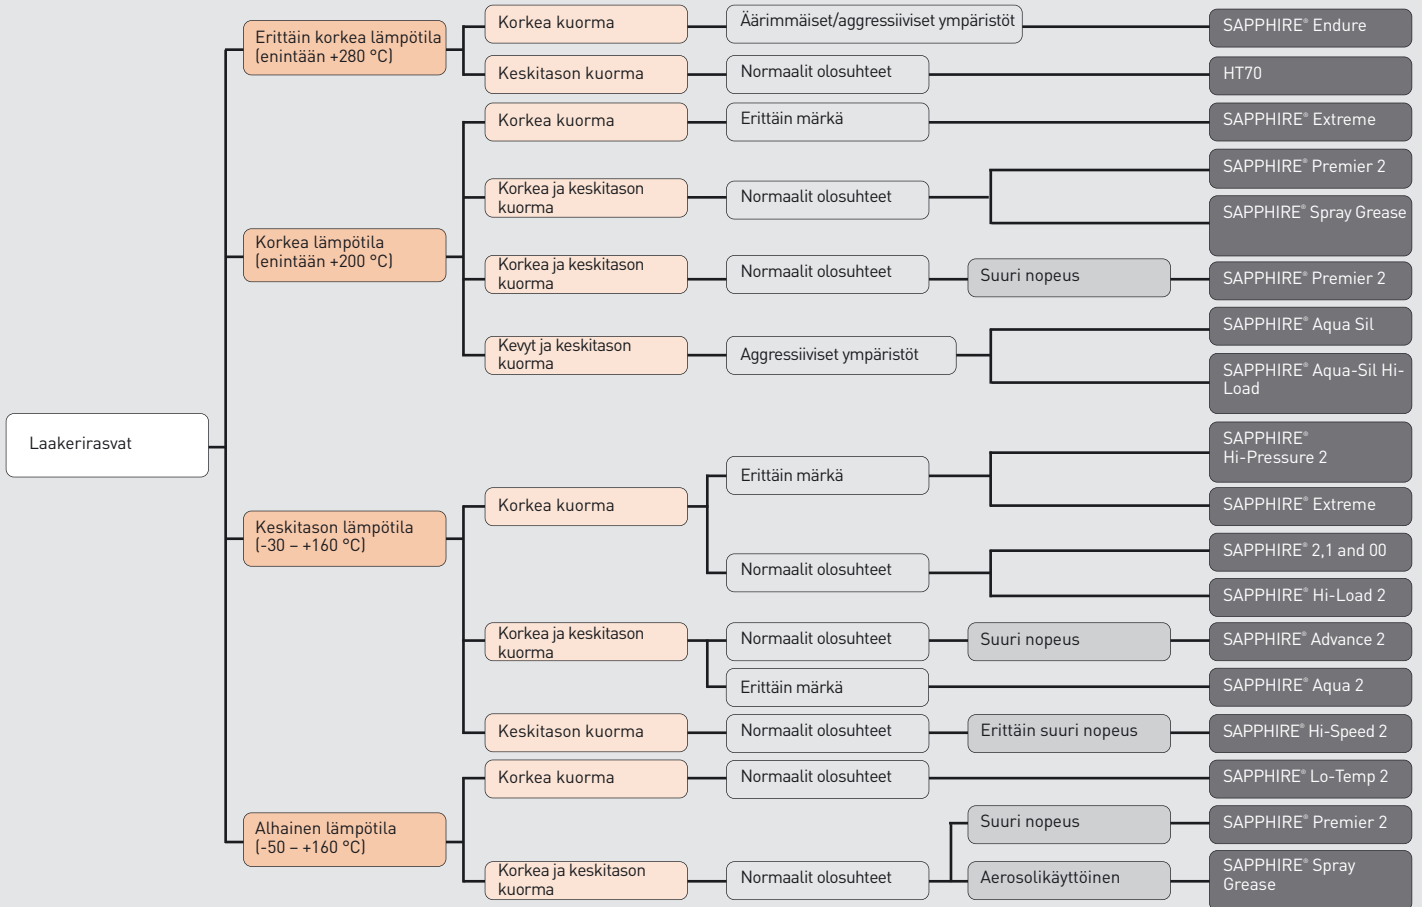 Laakerirasvat
Erittäin korkea lämpötila
(enintään +280 °C)
Korkea kuorma
Äärimmäiset/aggressiiviset ympäristöt
SAPPHIRE® Endure
Keskitason kuorma
Normaalit olosuhteet
HT70
Korkea lämpötila
(enintään +200 °C)
Korkea kuorma
Erittäin märkä
SAPPHIRE® Extreme
Korkea ja keskitason
kuorma
Normaalit olosuhteet
SAPPHIRE® Premier 2
SAPPHIRE® Spray Grease
Korkea ja keskitason
kuorma
Normaalit olosuhteet
Suuri nopeus
SAPPHIRE® Premier 2
Kevyt ja keskitason
kuorma
Aggressiiviset ympäristöt
SAPPHIRE® Aqua Sil
SAPPHIRE® Aqua-Sil Hi-
Load
Keskitason lämpötila
(-30 – +160 °C)
Korkea kuorma
Erittäin märkä
SAPPHIRE®
Hi-Pressure 2
SAPPHIRE® Extreme
Normaalit olosuhteet
SAPPHIRE® 2,1 and 00
SAPPHIRE® Hi-Load 2
Korkea ja keskitason
kuorma
Normaalit olosuhteet
Suuri nopeus
SAPPHIRE® Advance 2
Erittäin märkä
SAPPHIRE® Aqua 2
Keskitason kuorma
Normaalit olosuhteet
Erittäin suuri nopeus
SAPPHIRE® Hi-Speed 2
Alhainen lämpötila
(-50 – +160 °C)
Korkea kuorma
Normaalit olosuhteet
SAPPHIRE® Lo-Temp 2
Korkea ja keskitason
kuorma
Normaalit olosuhteet
Suuri nopeus
SAPPHIRE® Premier 2
Aerosolikäyttöinen
SAPPHIRE® Spray
Grease